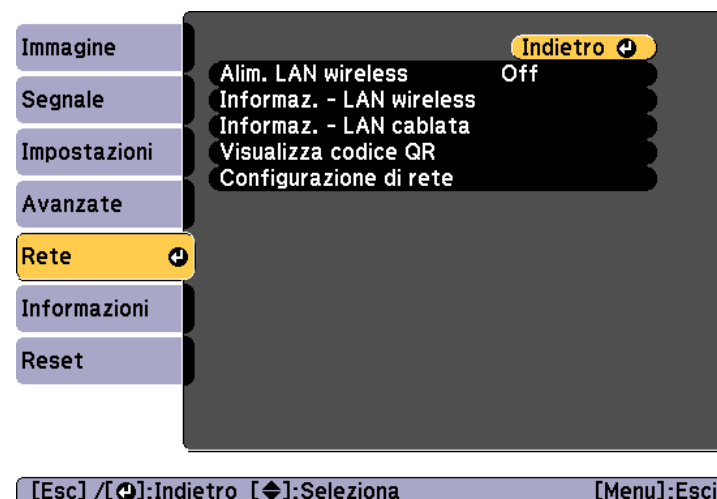 Immagine
Segnale
Impostazioni
Avanzate
Rete
Informazioni
Reset
Indietro
Alim. LAN wireless Off
Informaz. - LAN wireless
Informaz. - LAN cablata
Visualizza codice QR
Configurazione di rete
[Esc] /[⏎]:Indietro [◆]:Seleziona [Menu]:Esci